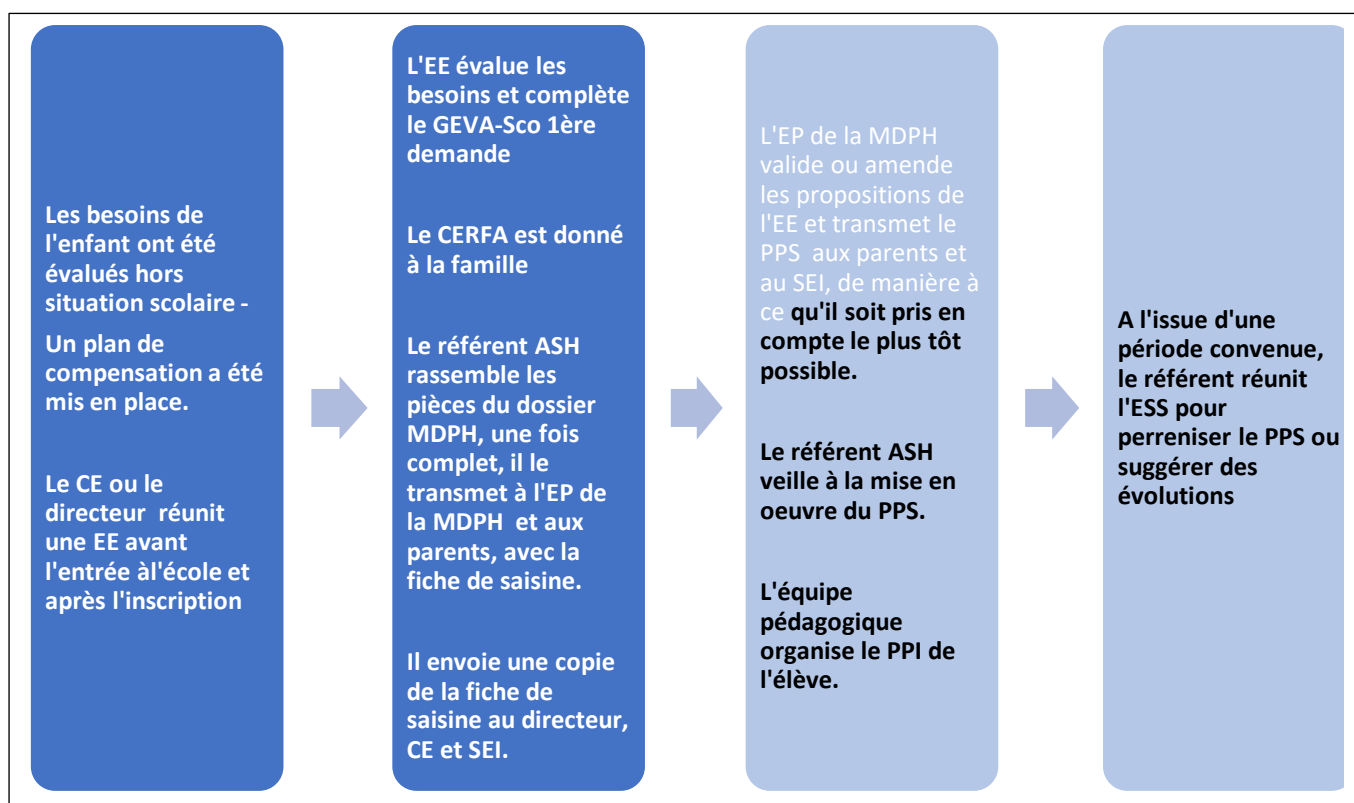 Les besoins de
l'enfant ont été
évalués hors
situation scolaire -
Un plan de
compensation a été
mis en place.
Le CE ou le
directeur réunit
une EE avant
l'entrée àl'école et
après l'inscription
L'EE évalue les
besoins et complète
le GEVA-Sco 1ère
demande
Le CERFA est donné
à la famille
Le référent ASH
rassemble les
pièces du dossier
MDPH, une fois
complet, il le
transmet à l'EP de
la MDPH et aux
parents, avec la
fiche de saisine.
Il envoie une copie
de la fiche de
saisine au directeur,
CE et SEI.
L'EP de la MDPH
valide ou amende
les propositions de
l'EE et transmet le
PPS aux parents et
au SEI, de manière à
ce qu'il soit pris en
compte le plus tôt
possible.
Le référent ASH
veille à la mise en
oeuvre du PPS.
L'équipe
pédagogique
organise le PPI de
l'élève.
A l'issue d'une
période convenue,
le référent réunit
l'ESS pour
perreniser le PPS ou
suggérer des
évolutions